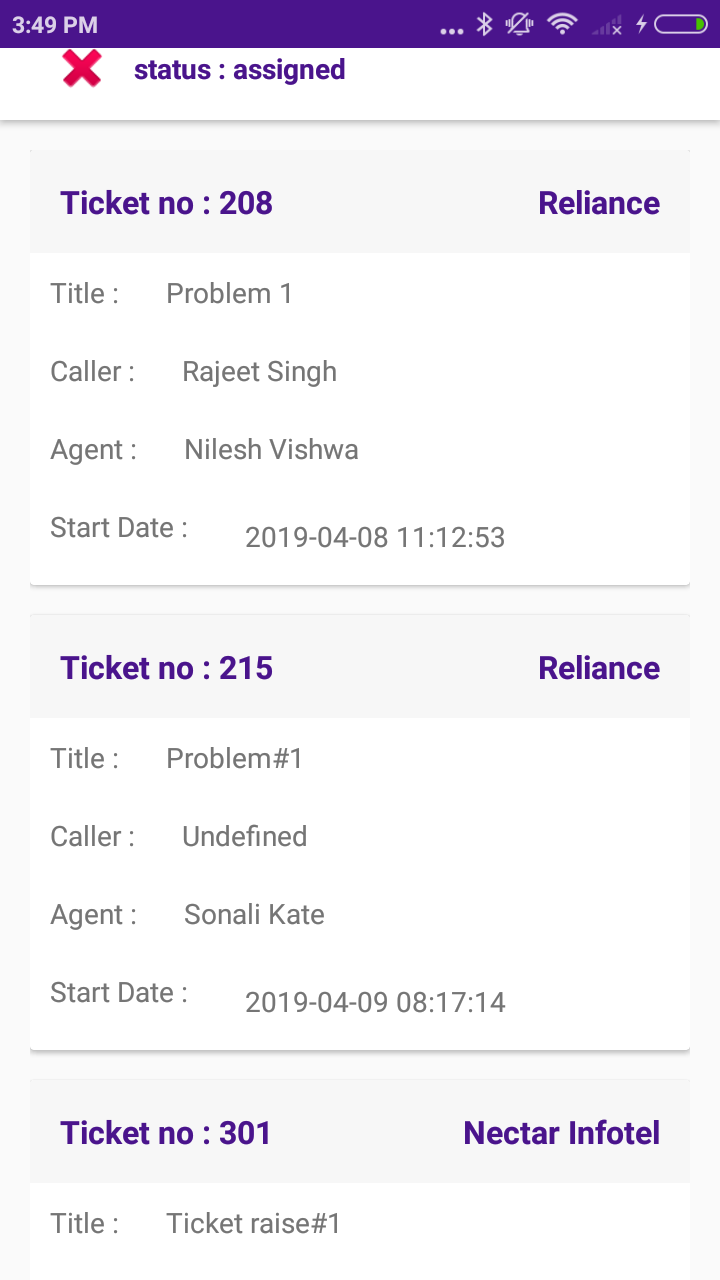 3:49 PM
status : assigned
Ticket no : 208 Reliance
Title : Problem 1
Caller : Rajeet Singh
Agent : Nilesh Vishwa
Start Date : 2019-04-08 11:12:53
Ticket no : 215 Reliance
Title : Problem#1
Caller : Undefined
Agent : Sonali Kate
Start Date : 2019-04-09 08:17:14
Ticket no : 301 Nectar Infotel
Title : Ticket raise#1